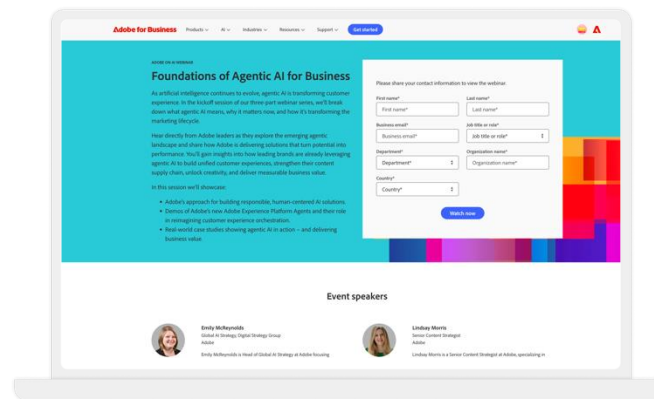 Adobe for Business Products AI Industries Resources Support Get started
ADOBE ON AI WEBINAR
Foundations of Agentic AI for Business
As artificial intelligence continues to evolve, agentic AI is transforming customer
experience. In the kickoff session of our three-part webinar series, we'll break
down what agentic AI means, why it matters now, and how it's transforming the
marketing lifecycle.
Hear directly from Adobe leaders as they explore the emerging agentic
landscape and share how Adobe is delivering solutions that turn potential into
performance. You'll gain insights into how leading brands are already leveraging
agentic AI to build unified customer experiences, strengthen their content
supply chain, unlock creativity, and deliver measurable business value.
In this session we'll showcase:
• Adobe's approach for building responsible, human-centered AI solutions.
• Demos of Adobe's new Adobe Experience Platform Agents and their role
in reimagining customer experience orchestration.
• Real-world case studies showing agentic AI in action – and delivering
business value.
Please share your contact information to view the webinar.
First name* Last name*
First name* Last name*
Business email* Job title or role*
Business email* Job title or role*
Department* Organization name*
Department* Organization name*
Country*
Country*
Watch now
Event speakers
Emily McReynolds
Global AI Strategy, Digital Strategy Group
Adobe
Emily McReynolds is Head of Global AI Strategy at Adobe focusing
Lindsay Morris
Senior Content Strategist
Adobe
Lindsay Morris is a Senior Content Strategist at Adobe, specializing in